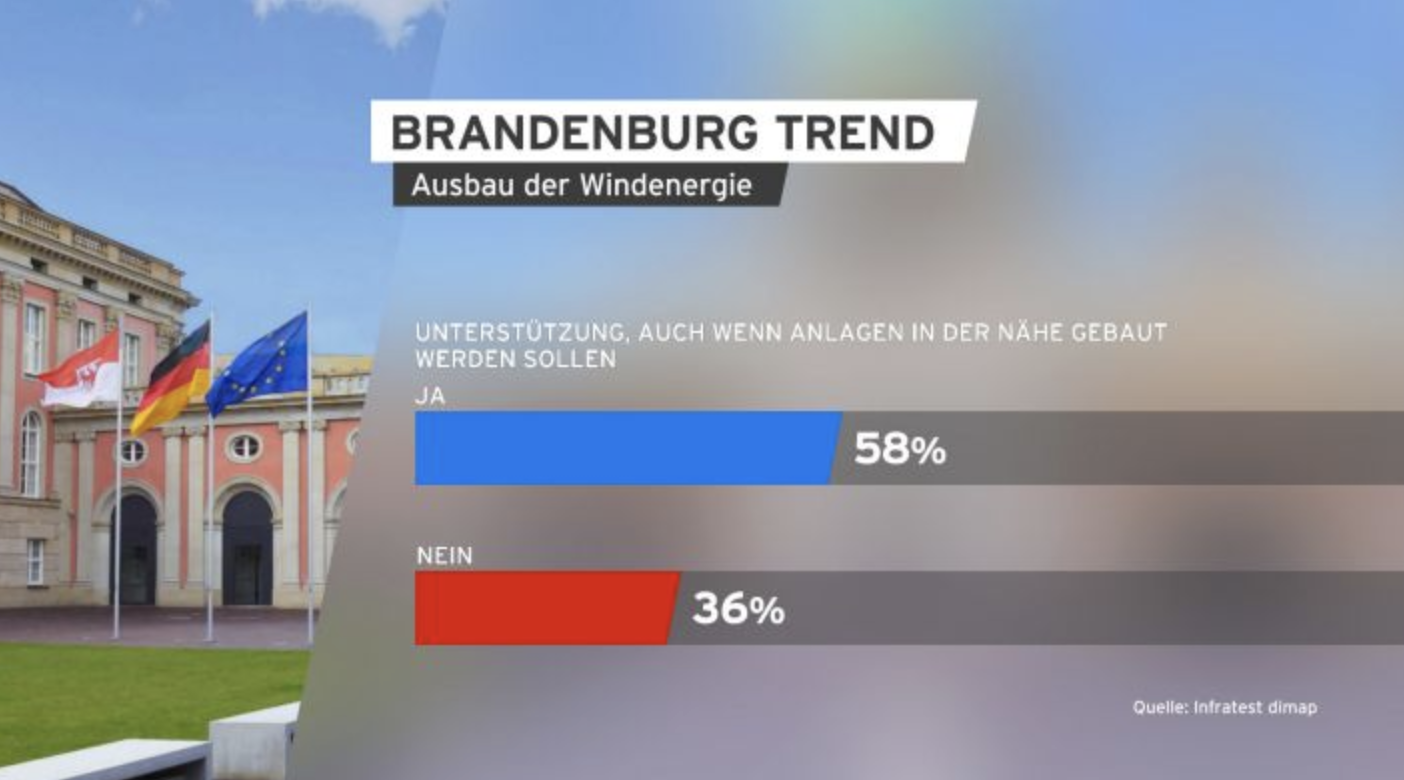 BRANDENBURG TREND
Ausbau der Windenergie
UNTERSTÜTZUNG, AUCH WENN ANLAGEN IN DER NÄHE GEBAUT
WERDEN SOLLEN
JA
58%
NEIN
36%
Quelle: Infratest dimap